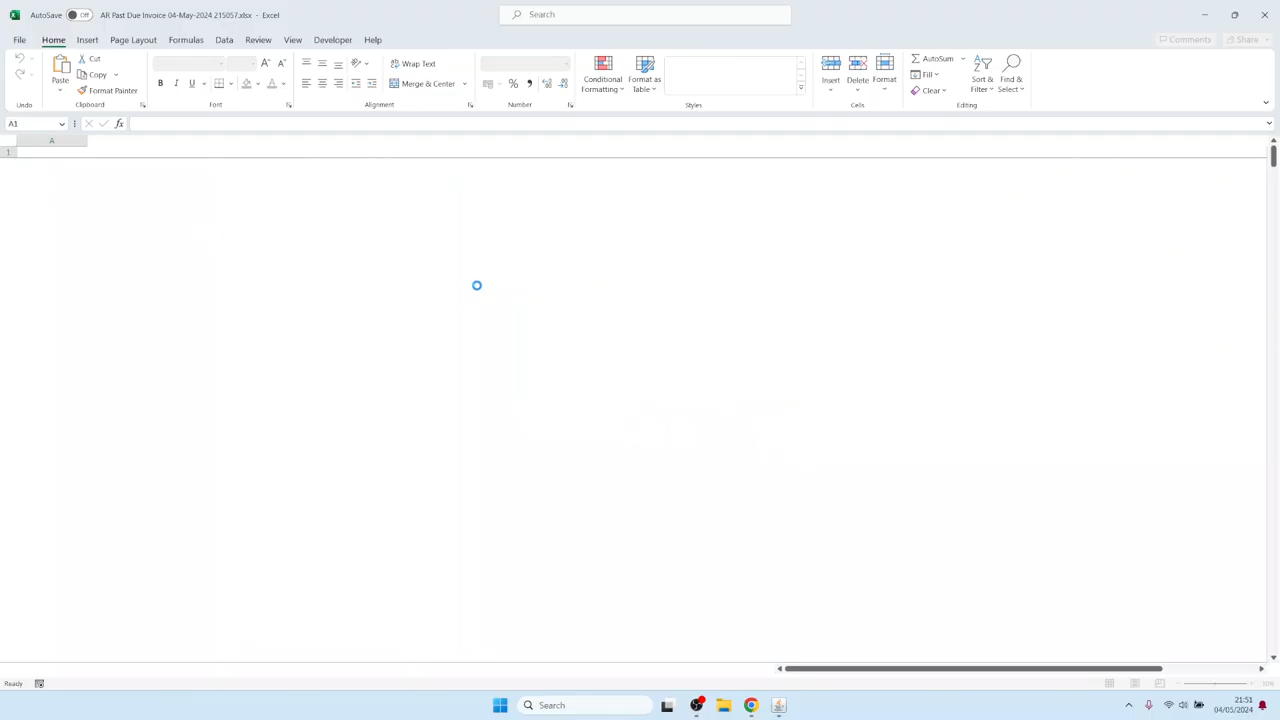 AutoSave Off AR Past Due Invoice 04-May-2024 215057.xlsx - Excel Search
File Home Insert Page Layout Formulas Data Review View Developer Help Comments Share
Cut
Copy
Format Painter
Paste
Undo Clipboard Font
Wrap Text
Merge & Center
Alignment Number
Conditional Formatting
Format as Table
Styles
Insert Delete Format
Cells
AutoSum
Fill
Clear
Sort & Filter
Find & Select
Editing
A1 fx
A
1
Ready
Search
21:51
04/05/2024